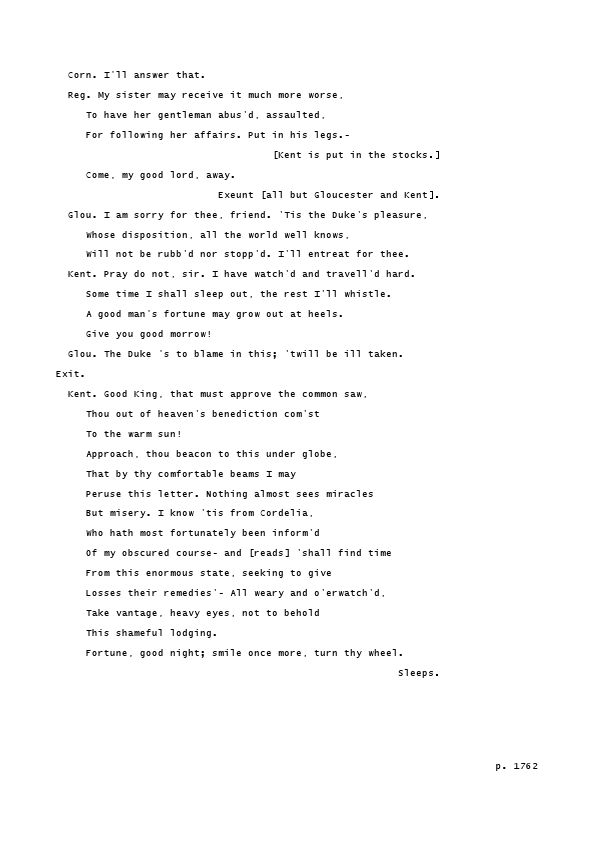 Corn. I'll answer that.
Reg. My sister may receive it much more worse,
To have her gentleman abus'd, assaulted,
For following her affairs. Put in his legs.-
[Kent is put in the stocks.]
Come, my good lord, away.
Exeunt [all but Gloucester and Kent].
Glou. I am sorry for thee, friend. 'Tis the Duke's pleasure,
Whose disposition, all the world well knows,
Will not be rubb'd nor stopp'd. I'll entreat for thee.
Kent. Pray do not, sir. I have watch'd and travell'd hard.
Some time I shall sleep out, the rest I'll whistle.
A good man's fortune may grow out at heels.
Give you good morrow!
Glou. The Duke 's to blame in this; 'twill be ill taken.
Exit.
Kent. Good King, that must approve the common saw,
Thou out of heaven's benediction com'st
To the warm sun!
Approach, thou beacon to this under globe,
That by thy comfortable beams I may
Peruse this letter. Nothing almost sees miracles
But misery. I know 'tis from Cordelia,
Who hath most fortunately been inform'd
Of my obscured course- and [reads] 'shall find time
From this enormous state, seeking to give
Losses their remedies'- All weary and o'erwatch'd,
Take vantage, heavy eyes, not to behold
This shameful lodging.
Fortune, good night; smile once more, turn thy wheel.
Sleeps.
p. 1762